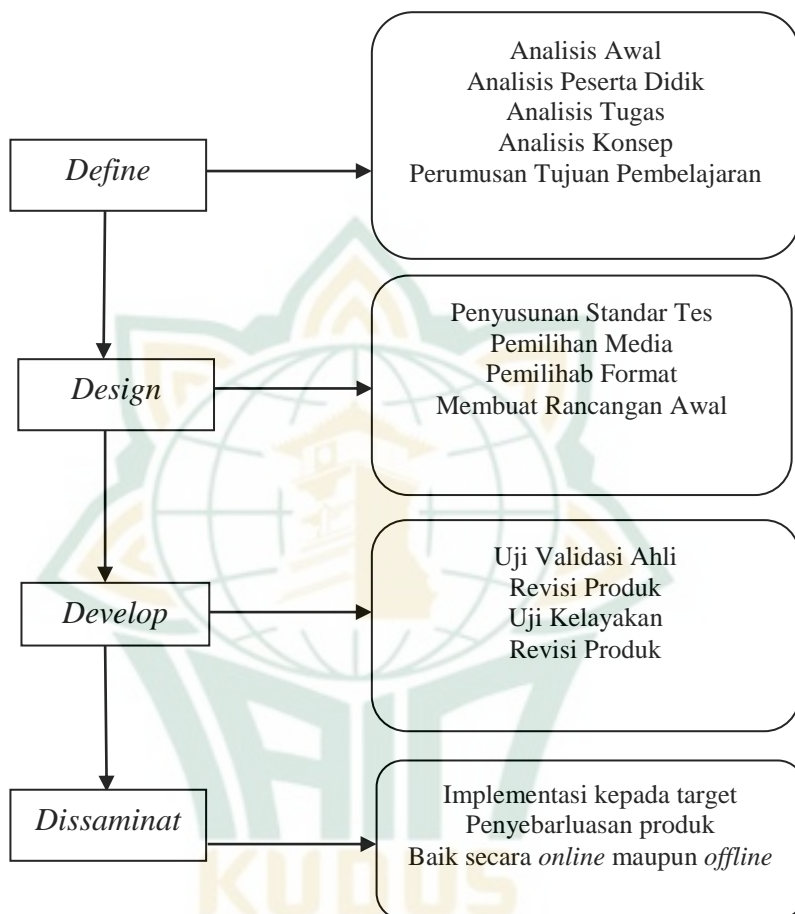 Define
Analisis Awal
Analisis Peserta Didik
Analisis Tugas
Analisis Konsep
Perumusan Tujuan Pembelajaran
Design
Penyusunan Standar Tes
Pemilihan Media
Pemilihab Format
Membuat Rancangan Awal
Develop
Uji Validasi Ahli
Revisi Produk
Uji Kelayakan
Revisi Produk
Dissaminat
Implementasi kepada target
Penyebarluasan produk
Baik secara online maupun offline
IAIN
KUDUS